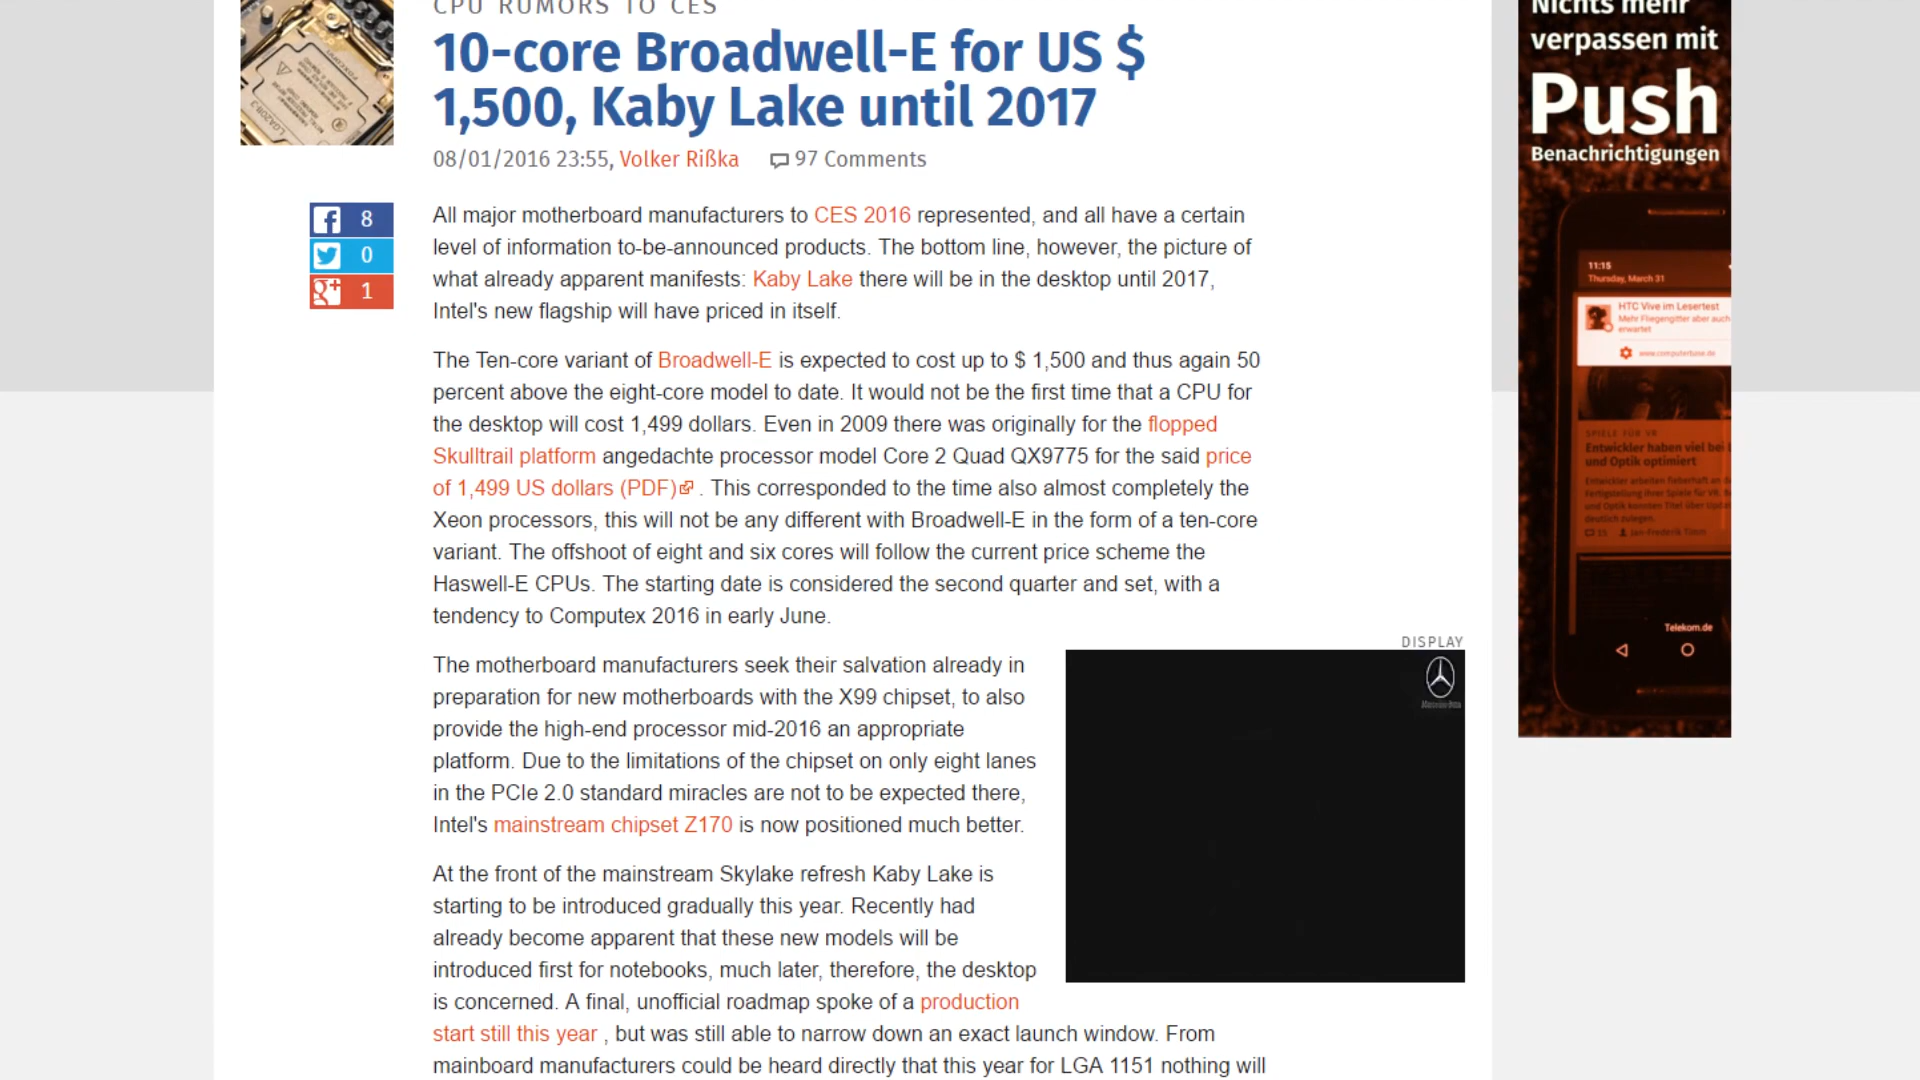 CPU RUMORS TO CES
10-core Broadwell-E for US $
1,500, Kaby Lake until 2017
08/01/2016 23:55, Volker Rißka 97 Comments
8
0
1
All major motherboard manufacturers to CES 2016 represented, and all have a certain
level of information to-be-announced products. The bottom line, however, the picture of
what already apparent manifests: Kaby Lake there will be in the desktop until 2017,
Intel's new flagship will have priced in itself.
The Ten-core variant of Broadwell-E is expected to cost up to $ 1,500 and thus again 50
percent above the eight-core model to date. It would not be the first time that a CPU for
the desktop will cost 1,499 dollars. Even in 2009 there was originally for the flopped
Skulltrail platform angedachte processor model Core 2 Quad QX9775 for the said price
of 1,499 US dollars (PDF) . This corresponded to the time also almost completely the
Xeon processors, this will not be any different with Broadwell-E in the form of a ten-core
variant. The offshoot of eight and six cores will follow the current price scheme the
Haswell-E CPUs. The starting date is considered the second quarter and set, with a
tendency to Computex 2016 in early June.
DISPLAY
The motherboard manufacturers seek their salvation already in
preparation for new motherboards with the X99 chipset, to also
provide the high-end processor mid-2016 an appropriate
platform. Due to the limitations of the chipset on only eight lanes
in the PCIe 2.0 standard miracles are not to be expected there,
Intel's mainstream chipset Z170 is now positioned much better.
At the front of the mainstream Skylake refresh Kaby Lake is
starting to be introduced gradually this year. Recently had
already become apparent that these new models will be
introduced first for notebooks, much later, therefore, the desktop
is concerned. A final, unofficial roadmap spoke of a production
start still this year , but was still able to narrow down an exact launch window. From
mainboard manufacturers could be heard directly that this year for LGA 1151 nothing will
Nichts mehr
verpassen mit
Push
Benachrichtigungen
11:15
Thursday, March 31
HTC Vive im Lesertest
Mehr Fliegengitter aber auch
erwartet
www.computerbase.de
SPIELE FÜR VR
Entwickler haben viel bei
und Optik optimiert
Telekom.de